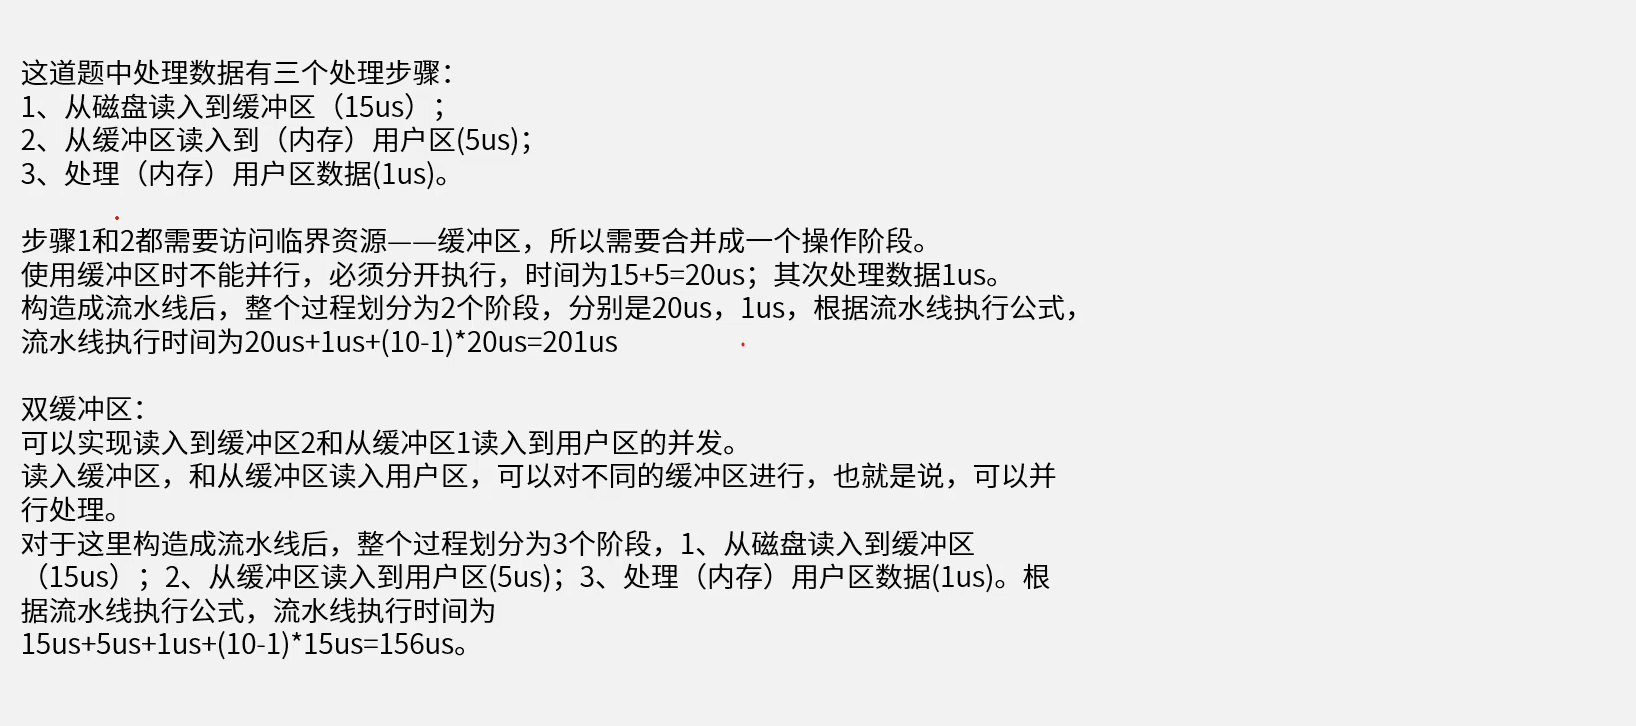 这道题中处理数据有三个处理步骤：
1、从磁盘读入到缓冲区（15us）；
2、从缓冲区读入到（内存）用户区(5us)；
3、处理（内存）用户区数据(1us)。
步骤1和2都需要访问临界资源——缓冲区，所以需要合并成一个操作阶段。
使用缓冲区时不能并行，必须分开执行，时间为15+5=20us；其次处理数据1us。
构造成流水线后，整个过程划分为2个阶段，分别是20us，1us，根据流水线执行公式，
流水线执行时间为20us+1us+(10-1)*20us=201us
双缓冲区：
可以实现读入到缓冲区2和从缓冲区1读入到用户区的并发。
读入缓冲区，和从缓冲区读入用户区，可以对不同的缓冲区进行，也就是说，可以并
行处理。
对于这里构造成流水线后，整个过程划分为3个阶段，1、从磁盘读入到缓冲区
（15us）；2、从缓冲区读入到用户区(5us)；3、处理（内存）用户区数据(1us)。根
据流水线执行公式，流水线执行时间为
15us+5us+1us+(10-1)*15us=156us。